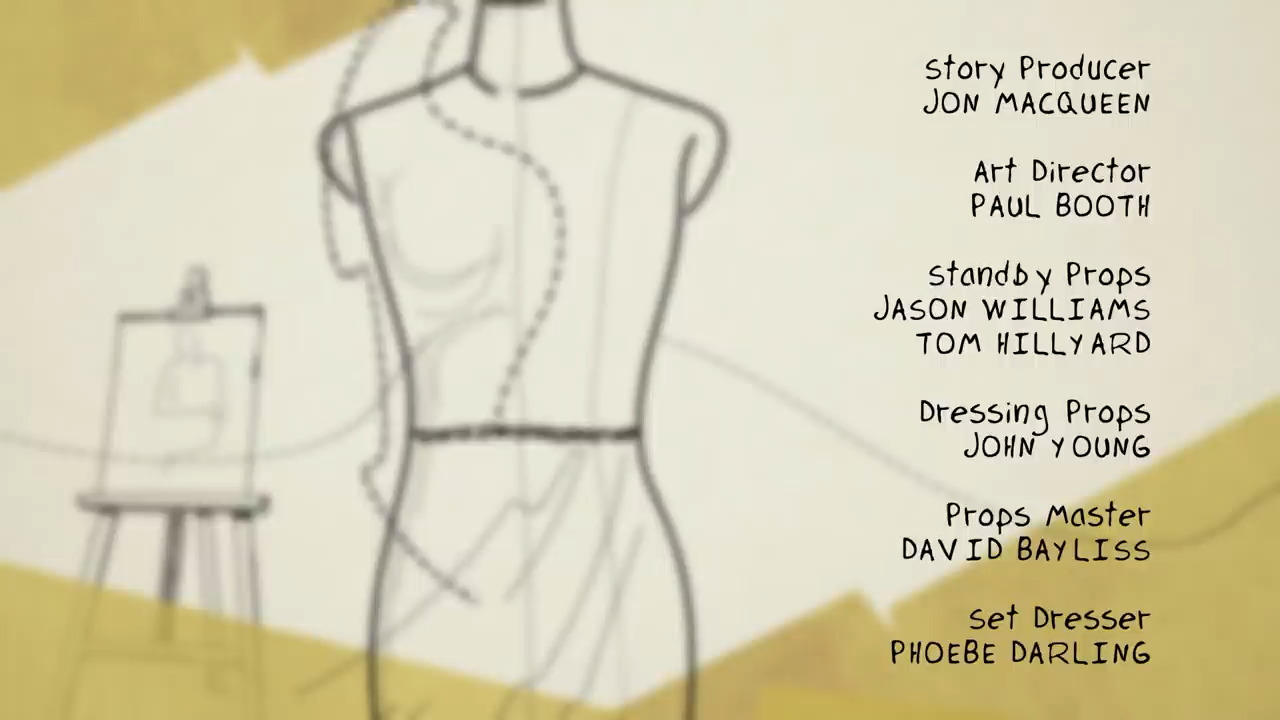 Story Producer
JON MACQUEEN
Art Director
PAUL BOOTH
Standby Props
JASON WILLIAMS
TOM HILLYARD
Dressing Props
JOHN YOUNG
Props Master
DAVID BAYLISS
Set Dresser
PHOEBE DARLING